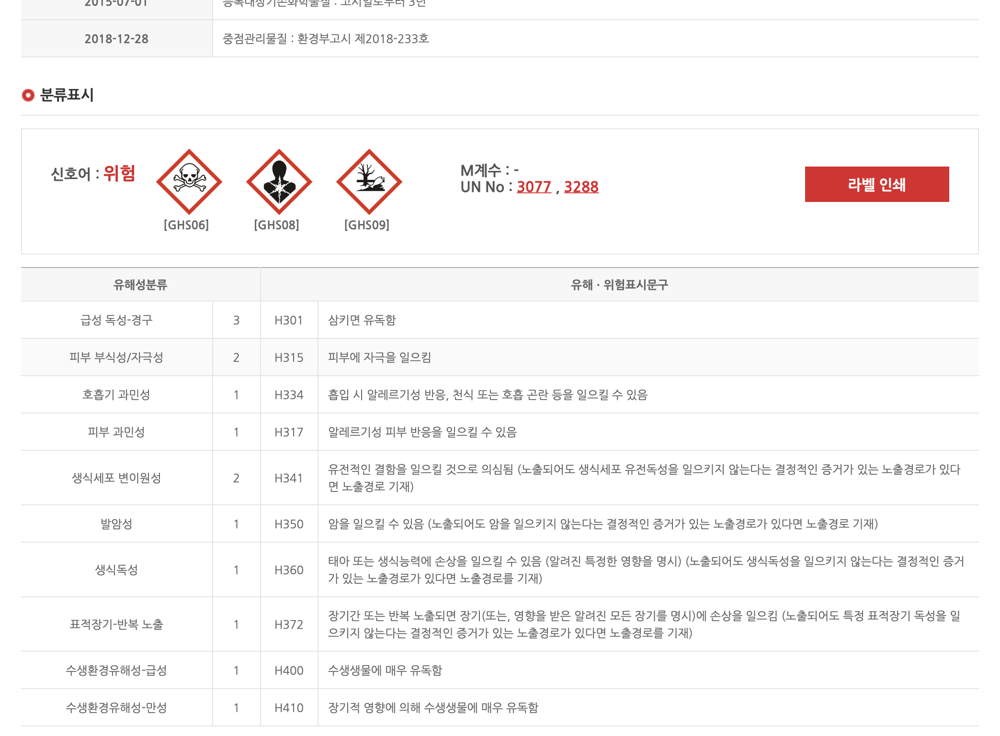 2015-07-01 등록대상기존화학물질 : 고시일로부터 3년
2018-12-28 중점관리물질 : 환경부고시 제2018-233호
분류표시
신호어 : 위험
[GHS06] [GHS08] [GHS09]
M계수 : -
UN No : 3077 , 3288
라벨 인쇄
유해성분류 유해 · 위험표시문구
급성 독성-경구 3 H301 삼키면 유독함
피부 부식성/자극성 2 H315 피부에 자극을 일으킴
호흡기 과민성 1 H334 흡입 시 알레르기성 반응, 천식 또는 호흡 곤란 등을 일으킬 수 있음
피부 과민성 1 H317 알레르기성 피부 반응을 일으킬 수 있음
생식세포 변이원성 2 H341 유전적인 결함을 일으킬 것으로 의심됨 (노출되어도 생식세포 유전독성을 일으키지 않는다는 결정적인 증거가 있는 노출경로가 있다
면 노출경로 기재)
발암성 1 H350 암을 일으킬 수 있음 (노출되어도 암을 일으키지 않는다는 결정적인 증거가 있는 노출경로가 있다면 노출경로 기재)
생식독성 1 H360 태아 또는 생식능력에 손상을 일으킬 수 있음 (알려진 특정한 영향을 명시) (노출되어도 생식독성을 일으키지 않는다는 결정적인 증거
가 있는 노출경로가 있다면 노출경로를 기재)
표적장기-반복 노출 1 H372 장기간 또는 반복 노출되면 장기(또는, 영향을 받은 알려진 모든 장기를 명시)에 손상을 일으킴 (노출되어도 특정 표적장기 독성을 일
으키지 않는다는 결정적인 증거가 있는 노출경로가 있다면 노출경로를 기재)
수생환경유해성-급성 1 H400 수생생물에 매우 유독함
수생환경유해성-만성 1 H410 장기적 영향에 의해 수생생물에 매우 유독함